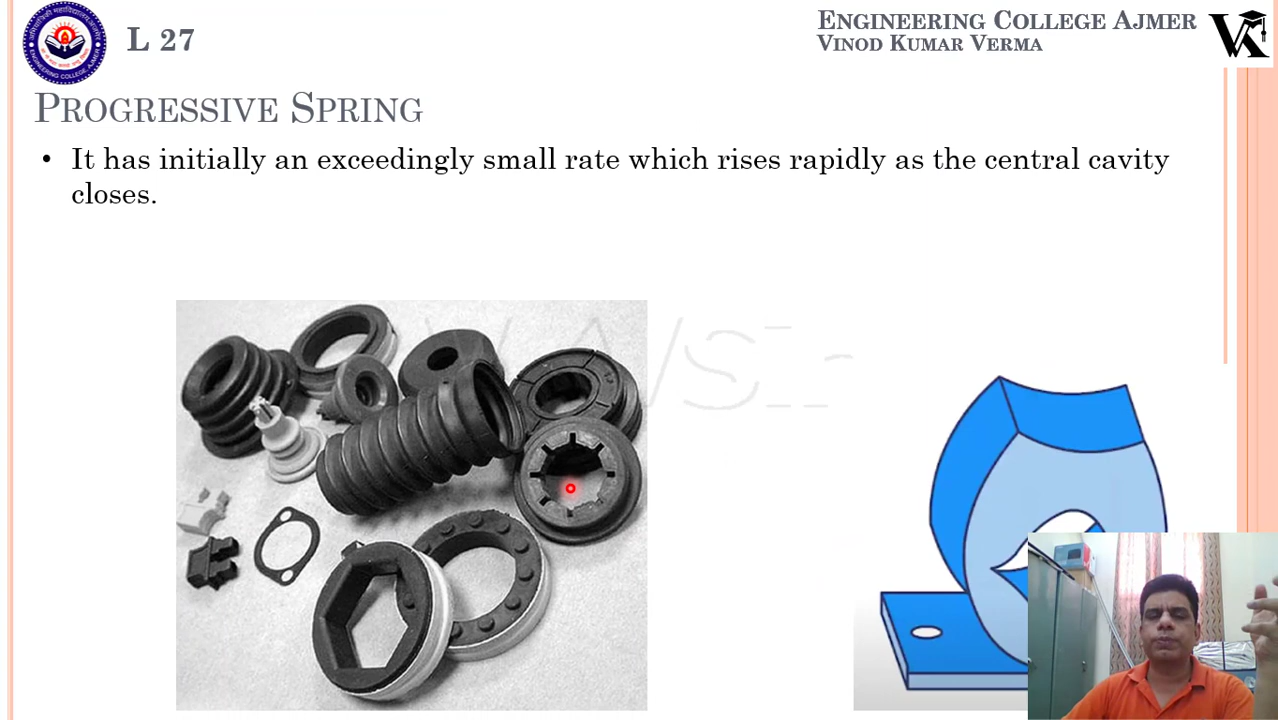 L 27
ENGINEERING COLLEGE AJMER
VINOD KUMAR VERMA
PROGRESSIVE SPRING
• It has initially an exceedingly small rate which rises rapidly as the central cavity
closes.